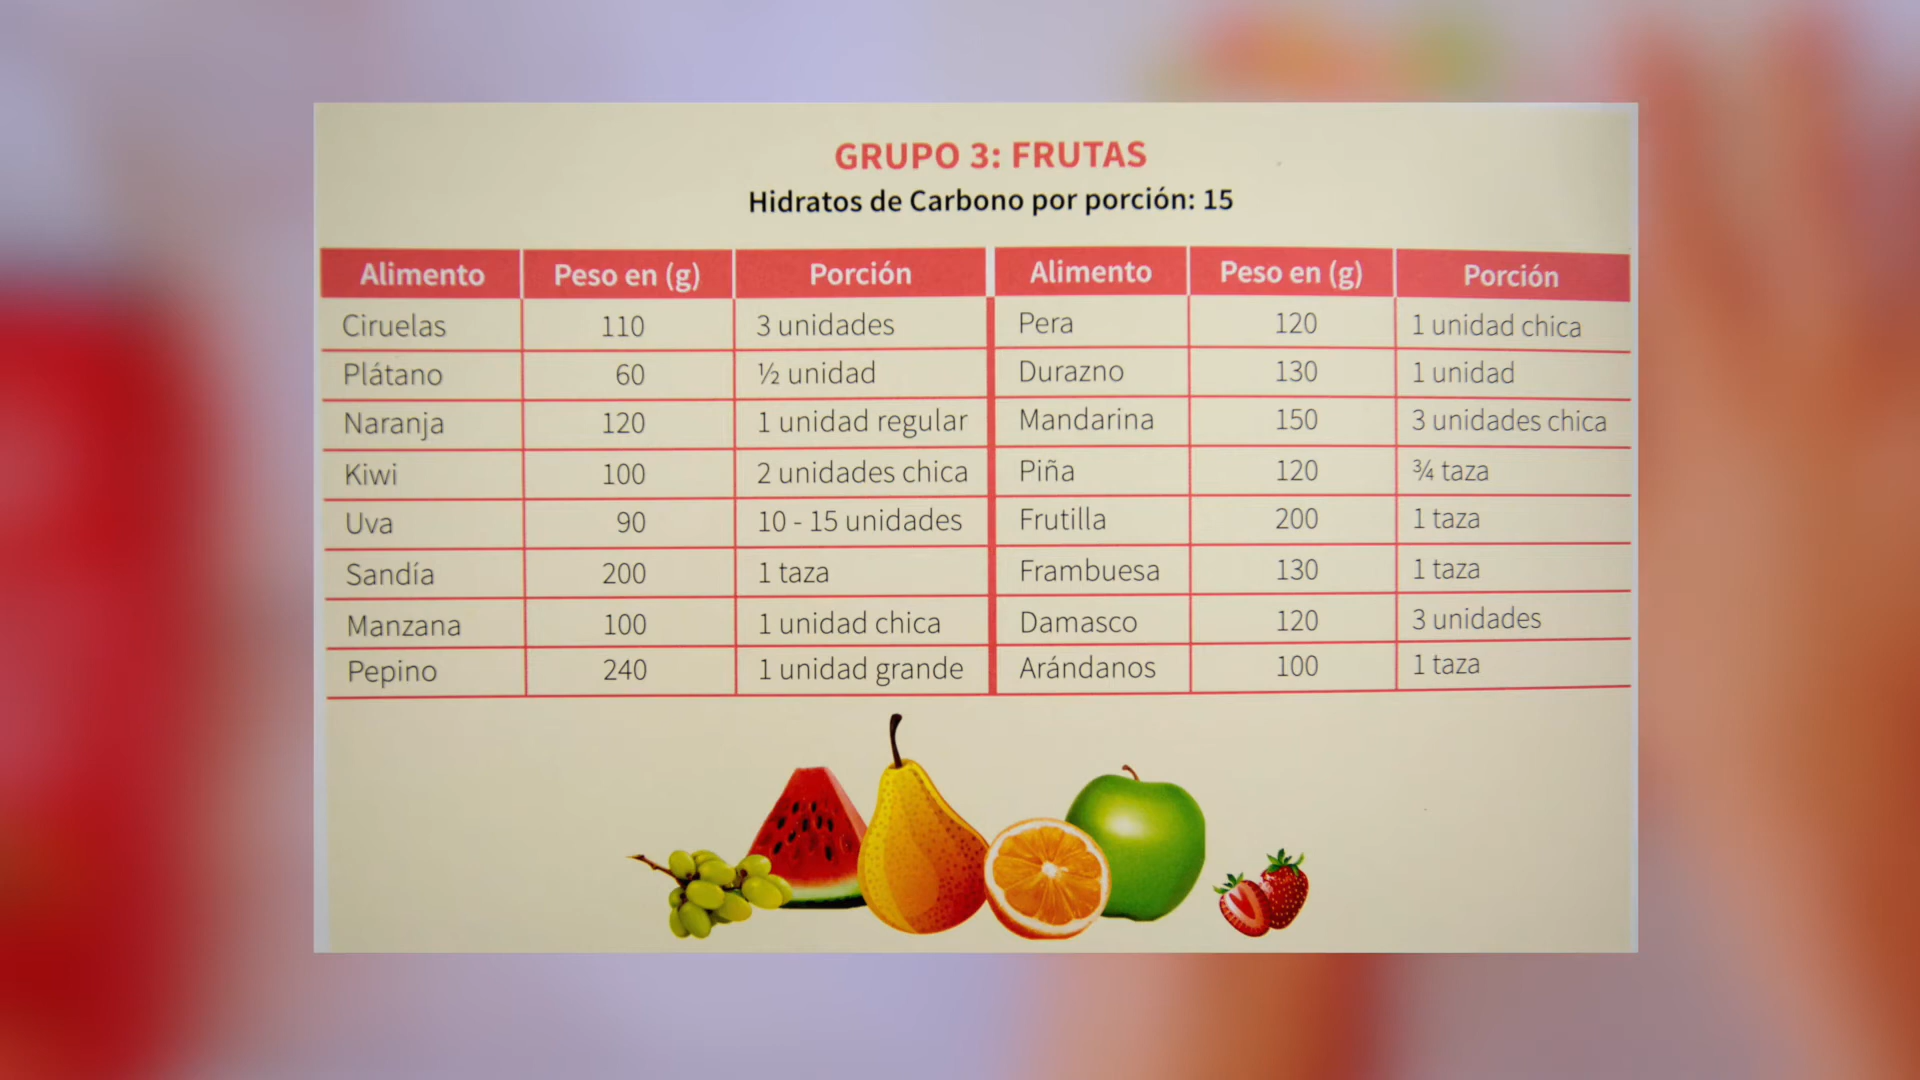 GRUPO 3: FRUTAS
Hidratos de Carbono por porción: 15
Alimento Peso en (g) Porción Alimento Peso en (g) Porción
Ciruelas 110 3 unidades Pera 120 1 unidad chica
Plátano 60 ½ unidad Durazno 130 1 unidad
Naranja 120 1 unidad regular Mandarina 150 3 unidades chica
Kiwi 100 2 unidades chica Piña 120 ¾ taza
Uva 90 10 - 15 unidades Frutilla 200 1 taza
Sandía 200 1 taza Frambuesa 130 1 taza
Manzana 100 1 unidad chica Damasco 120 3 unidades
Pepino 240 1 unidad grande Arándanos 100 1 taza